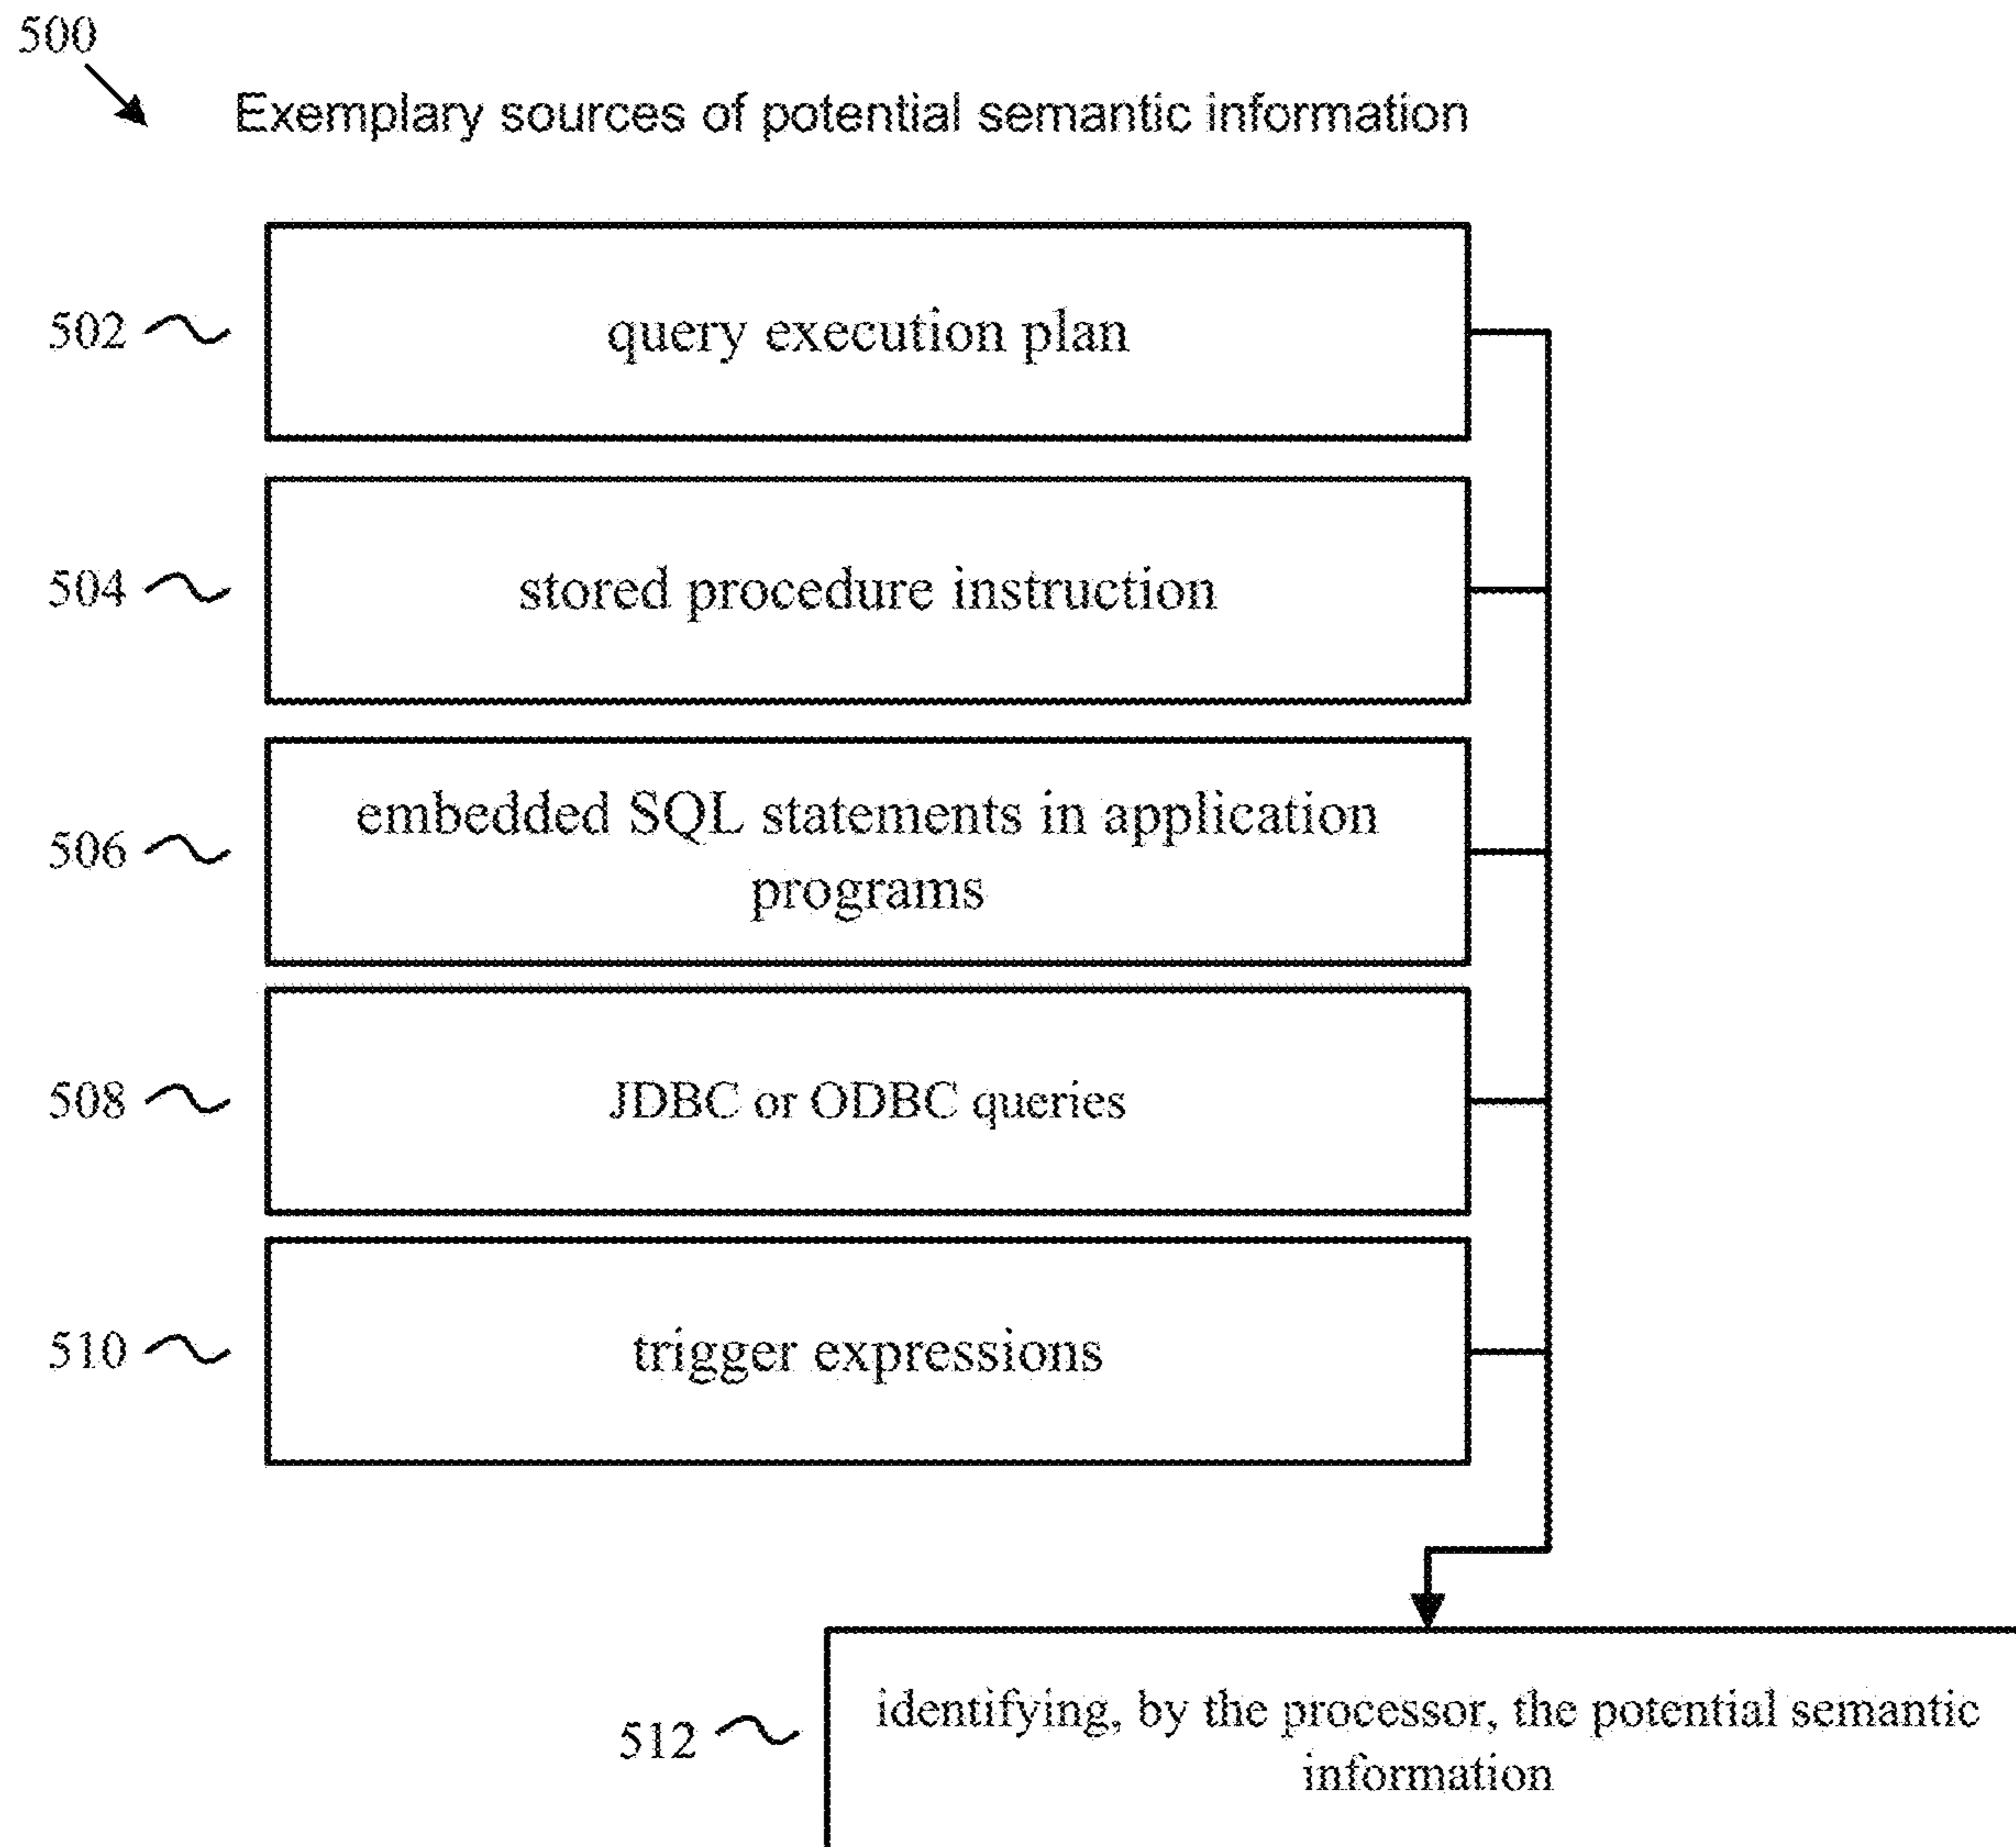 500
Exemplary sources of potential semantic information
502
query execution plan
504
stored procedure instruction
506
embedded SQL statements in application
programs
508
JDBC or ODBC queries
510
trigger expressions
512
identifying, by the processor, the potential semantic
information